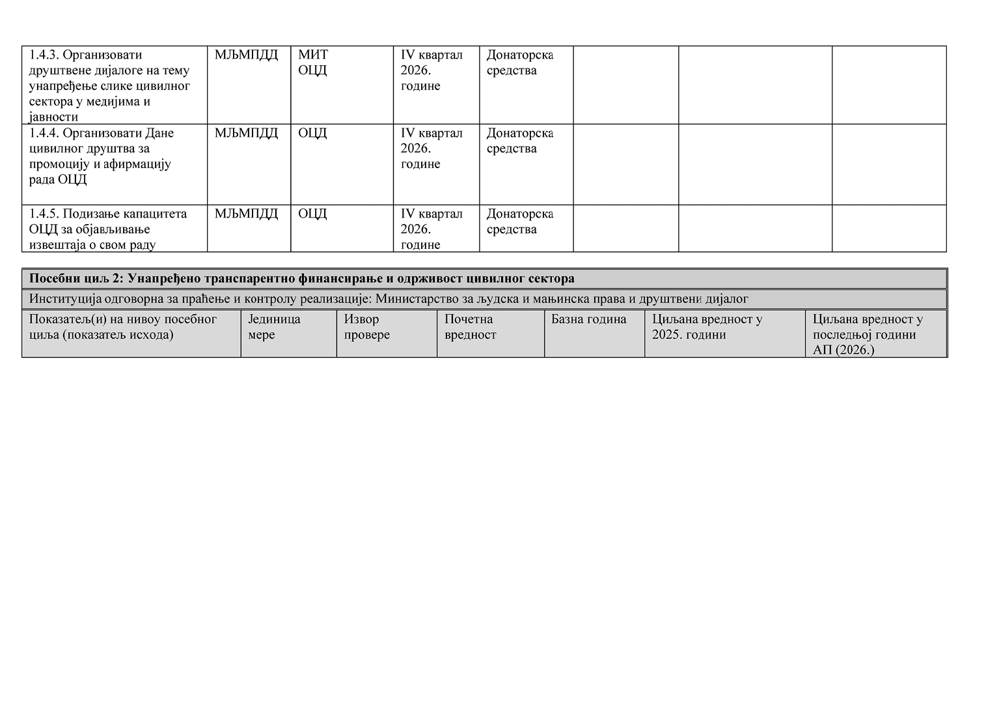 1.4.3. Организовати
друштвене дијалоге на тему
унапређење слике цивилног
сектора у медијима и
јавности
МЉМПДД
МИТ
ОЦД
IV квартал
2026.
године
Донаторска
средства
1.4.4. Организовати Дане
цивилног друштва за
промоцију и афирмацију
рада ОЦД
МЉМПДД
ОЦД
IV квартал
2026.
године
Донаторска
средства
1.4.5. Подизање капацитета
ОЦД за објављивање
извештаја о свом раду
МЉМПДД
ОЦД
IV квартал
2026.
године
Донаторска
средства
Посебни циљ 2: Унапређено транспарентно финансирање и одрживост цивилног сектора
Институција одговорна за праћење и контролу реализације: Министарство за људска и мањинска права и друштвени дијалог
Показатељ(и) на нивоу посебног
циља (показатељ исхода)
Јединица
мере
Извор
провере
Почетна
вредност
Базна година
Циљана вредност у
2025. години
Циљана вредност у
последњој години
АП (2026.)